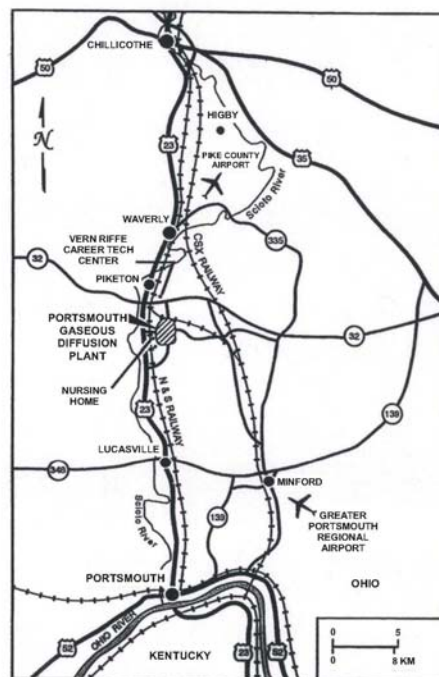 CHILLICOTHE
50
50
N
HIGBY
23
PIKE COUNTY
AIRPORT
35
Scioto River
WAVERLY
VERN RIFFE
CAREER TECH
CENTER
335
CSX RAILWAY
32
PIKETON
PORTSMOUTH
GASEOUS
DIFFUSION
PLANT
32
NURSING
HOME
N & S RAILWAY
23
139
LUCASVILLE
348
MINFORD
Scioto River
139
GREATER
PORTSMOUTH
REGIONAL
AIRPORT
PORTSMOUTH
OHIO
OHIO RIVER
52
KENTUCKY
23
52
0 5
0 8 KM